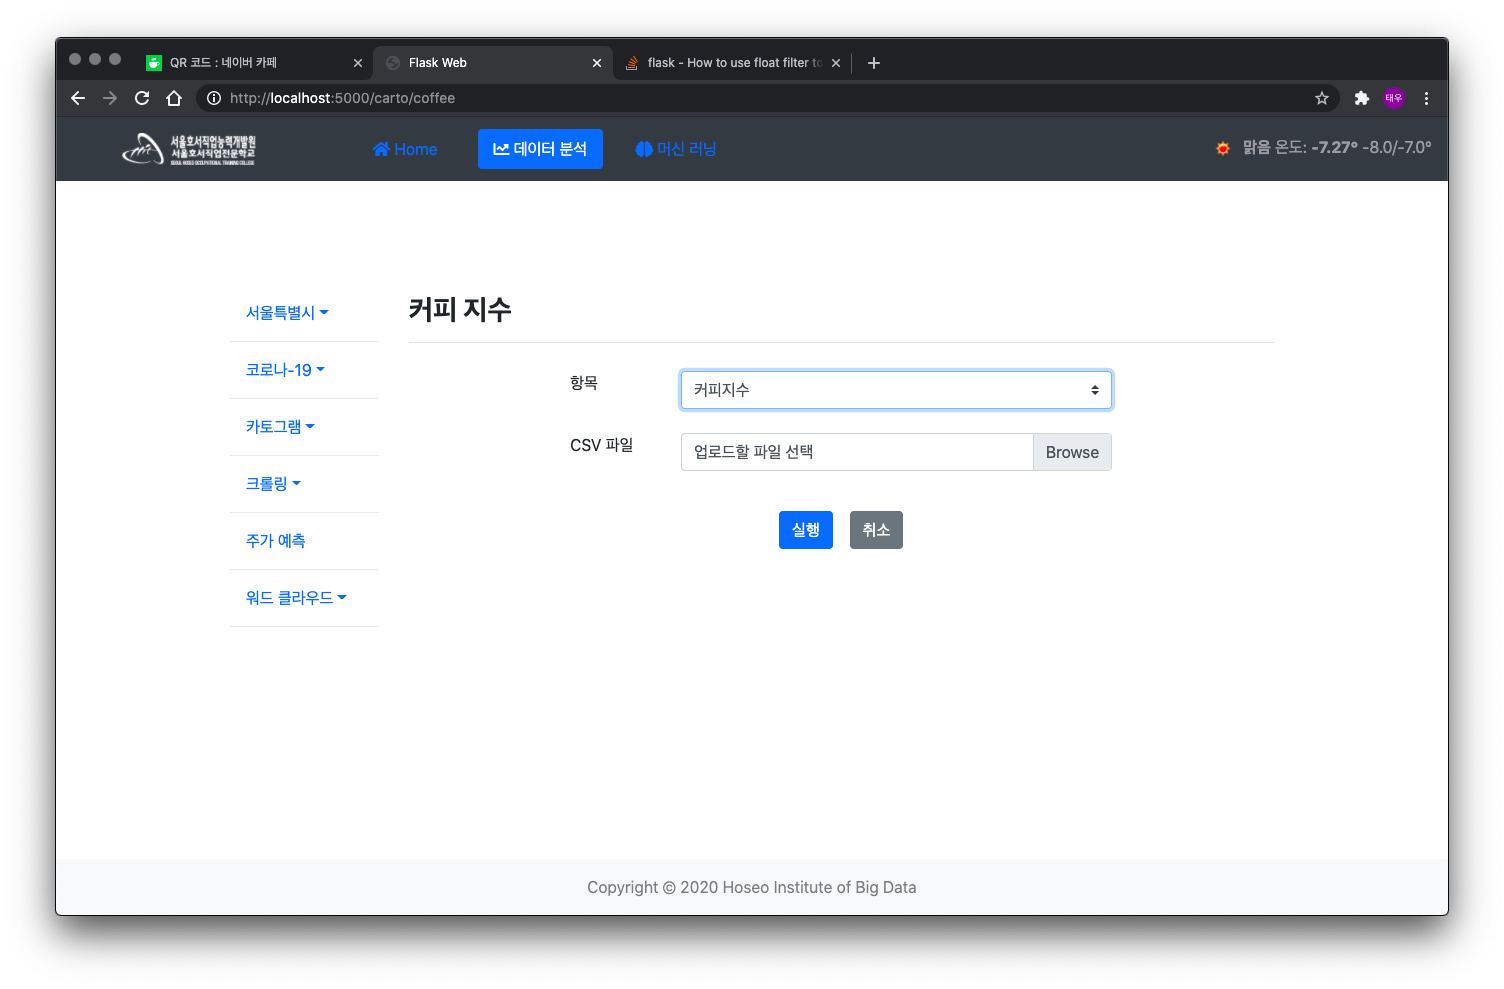 QR 코드 : 네이버 카페
Flask Web
flask - How to use float filter to
http://localhost:5000/carto/coffee
태우
서울호서직업능력개발원
서울호서직업전문학교
SEOUL HOSEO OCCUPATIONAL TRAINING COLLEGE
Home
데이터 분석
머신 러닝
맑음 온도: -7.27° -8.0/-7.0°
서울특별시
코로나-19
카토그램
크롤링
주가 예측
워드 클라우드
커피 지수
항목
커피지수
CSV 파일
업로드할 파일 선택
Browse
실행
취소
Copyright © 2020 Hoseo Institute of Big Data